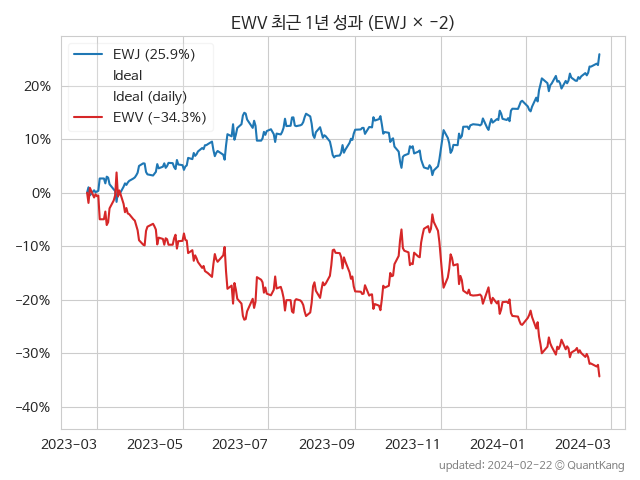 EWV 최근 1년 성과 (EWJ × −2)
EWJ (25.9%)
Ideal
Ideal (daily)
EWV (−34.3%)
20%
10%
0%
−10%
−20%
−30%
−40%
2023−03
2023−05
2023−07
2023−09
2023−11
2024−01
2024−03
updated: 2024−02−22 © QuantKang